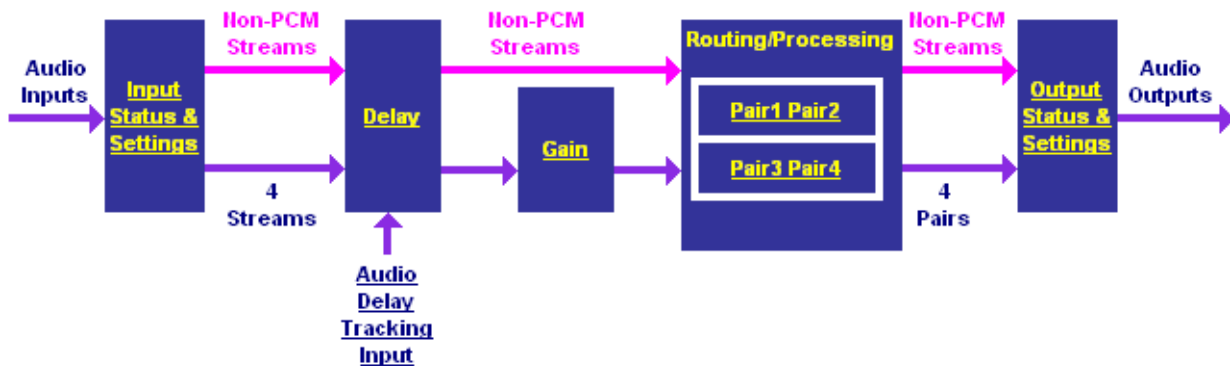 Non-PCM
Streams
Non-PCM
Streams
Non-PCM
Streams
Audio
Inputs
Input
Status &
Settings
Delay
Gain
Routing/Processing
Pair1 Pair2
Pair3 Pair4
Output
Status &
Settings
Audio
Outputs
4
Streams
4
Pairs
Audio
Delay
Tracking
Input